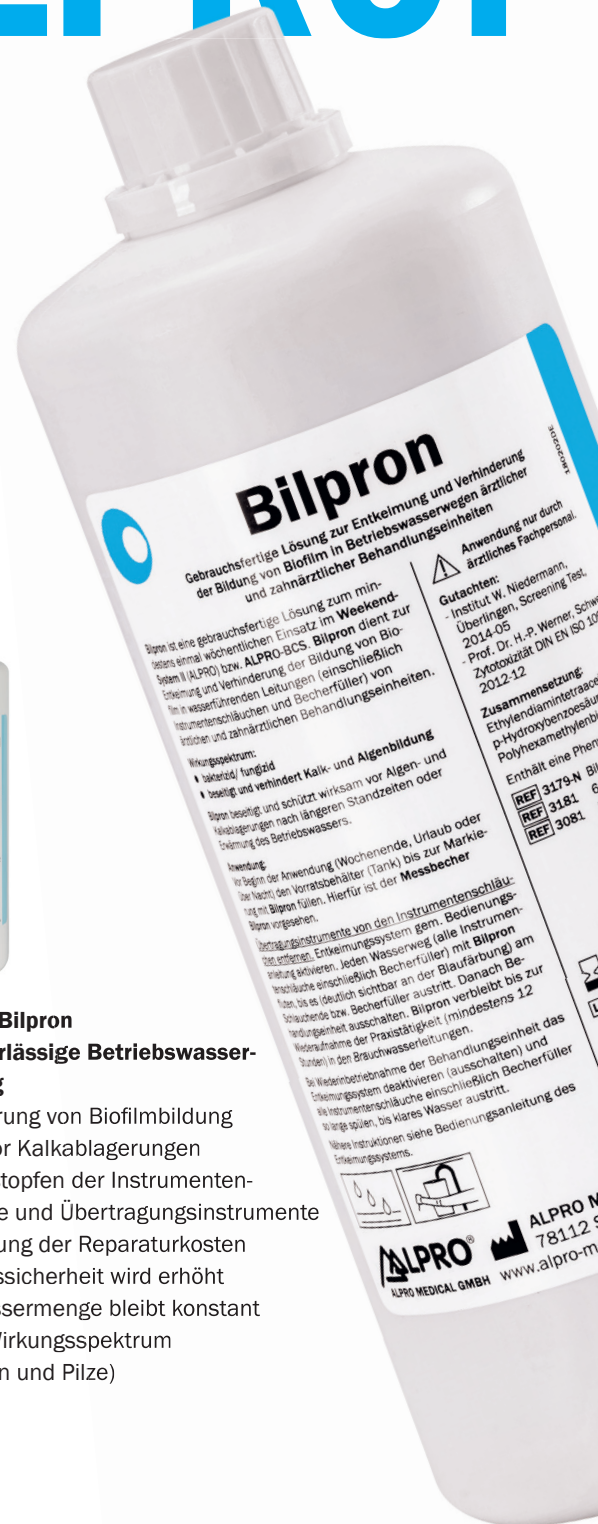 Bilpron
Gebrauchsfertige Lösung zur Entkeimung und Verhinderung
der Bildung von Biofilm in Betriebswasserwegen ärztlicher
und zahnärztlicher Behandlungseinheiten
180202DE
Bilpron ist eine gebrauchsfertige Lösung zum min-
destens einmal wöchentlichen Einsatz im Weekend-
System II (ALPRO) bzw. ALPRO-BCS. Bilpron dient zur
Entkeimung und Verhinderung der Bildung von Bio-
film in wasserführenden Leitungen (einschließlich
Instrumentenschläuchen und Becherfüller) von
ärztlichen und zahnärztlichen Behandlungseinheiten.
Wirkungsspektrum:
• bakterizid/ fungizid
• beseitigt und verhindert Kalk- und Algenbildung
Bilpron beseitigt und schützt wirksam vor Algen- und
Kalkablagerungen nach längeren Standzeiten oder
Erwärmung des Betriebswassers.
Anwendung:
Vor Beginn der Anwendung (Wochenende, Urlaub oder
über Nacht) den Vorratsbehälter (Tank) bis zur Markie-
rung mit Bilpron füllen. Hierfür ist der Messbecher
Bilpron vorgesehen.
Übertragungsinstrumente von den Instrumentenschläu-
chen entfernen. Entkeimungssystem gem. Bedienungs-
anleitung aktivieren. Jeden Wasserweg (alle Instrumen-
tenschläuche einschließlich Becherfüller) mit Bilpron
fluten, bis es (deutlich sichtbar an der Blaufärbung) am
Schlauchende bzw. Becherfüller austritt. Danach Be-
handlungseinheit ausschalten. Bilpron verbleibt bis zur
Wiederaufnahme der Praxistätigkeit (mindestens 12
Stunden) in den Brauchwasserleitungen.
Bei Wiederinbetriebnahme der Behandlungseinheit das
Entkeimungssystem deaktivieren (ausschalten) und
alle Instrumentenschläuche einschließlich Becherfüller
so lange spülen, bis klares Wasser austritt.
Nähere Instruktionen siehe Bedienungsanleitung des
Entkeimungssystems.
Anwendung nur durch
ärztliches Fachpersonal.
Gutachten:
- Institut W. Niedermann,
Überlingen, Screening Test,
2014-05
- Prof. Dr. H.-P. Werner, Schw
Zytotoxizität DIN EN ISO 109
2012-12
Zusammensetzung:
Ethylendiamintetraace
p-Hydroxybenzoesäu
Polyhexamethylenbi
Enthält eine Phen
REF 3179-N Bil
REF 3181 6
REF 3081
ALPRO®
ALPRO MEDICAL GMBH
ALPRO M
78112 S
www.alpro-m
Bilpron
rlässige Betriebswasser-
g
rung von Biofilmbildung
or Kalkablagerungen
stopfen der Instrumenten-
e und Übertragungsinstrumente
ung der Reparaturkosten
ssicherheit wird erhöht
ssermenge bleibt konstant
Wirkungsspektrum
n und Pilze)